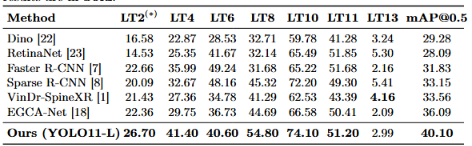 Method LT2(*) LT4 LT6 LT8 LT10 LT11 LT13 mAP@0.5
Dino [22] 16.58 22.87 28.53 32.71 59.78 41.28 3.24 29.28
RetinaNet [23] 14.53 25.35 41.67 32.14 65.49 51.85 5.30 28.09
Faster R-CNN [7] 22.66 35.99 49.24 31.68 65.22 51.68 2.16 31.83
Sparse R-CNN [8] 20.09 32.67 48.16 45.32 72.20 49.30 5.41 33.15
VinDr-SpineXR [1] 21.43 27.36 34.78 41.29 62.53 43.39 4.16 33.56
EGCA-Net [18] 22.36 29.75 36.73 44.69 66.58 50.41 2.09 36.09
Ours (YOLO11-L) 26.70 41.40 40.60 54.80 74.10 51.20 2.99 40.10